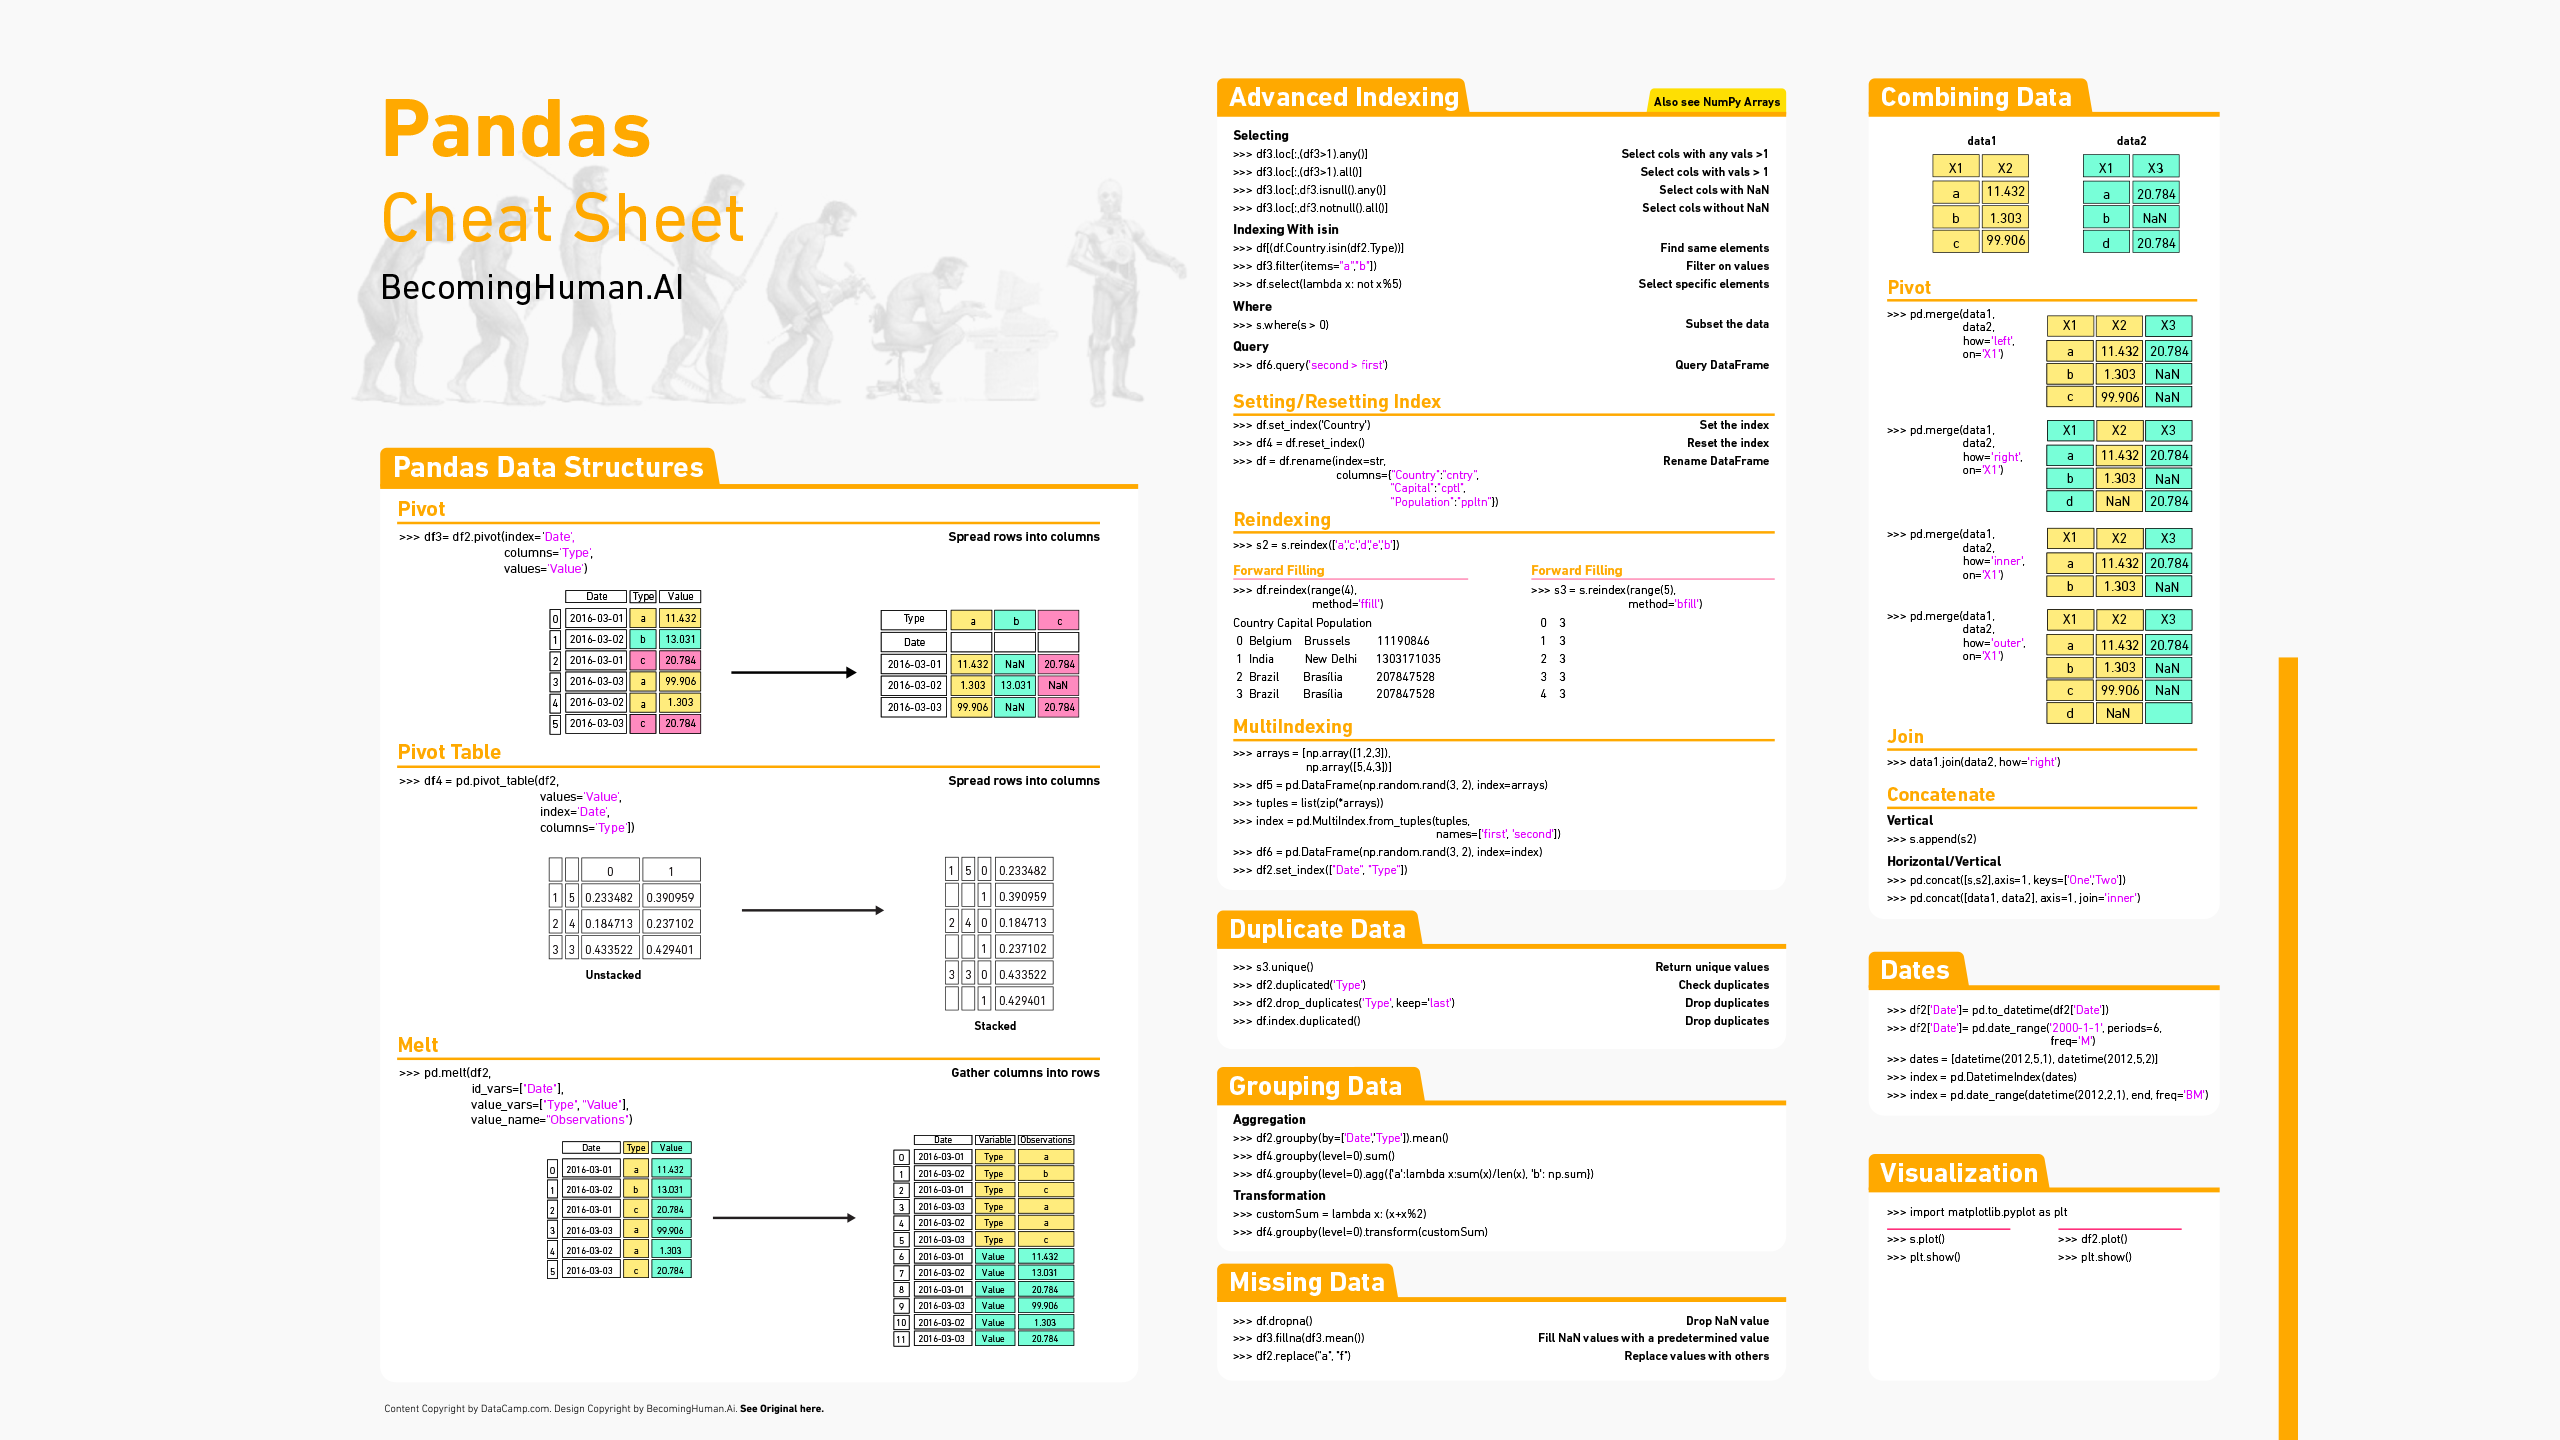 Pandas
Cheat Sheet
BecomingHuman.AI
Pandas Data Structures
Pivot
>>> df3= df2.pivot(index='Date', Spread rows into columns
columns='Type',
values='Value')
Date Type Value
0 2016-03-01 a 11.432
1 2016-03-02 b 13.031
2 2016-03-01 c 20.784
3 2016-03-03 a 99.906
4 2016-03-02 a 1.303
5 2016-03-03 c 20.784
Type a b c
Date
2016-03-01 11.432 NaN 20.784
2016-03-02 1.303 13.031 NaN
2016-03-03 99.906 NaN 20.784
Pivot Table
>>> df4 = pd.pivot_table(df2, Spread rows into columns
values='Value',
index='Date',
columns='Type'])
0 1
1 5 0.233482 0.390959
2 4 0.184713 0.237102
3 3 0.433522 0.429401
Unstacked
1 5 0 0.233482
1 0.390959
2 4 0 0.184713
1 0.237102
3 3 0 0.433522
1 0.429401
Stacked
Melt
>>> pd.melt(df2, Gather columns into rows
id_vars=["Date"],
value_vars=["Type", "Value"],
value_name="Observations")
Date Type Value
0 2016-03-01 a 11.432
1 2016-03-02 b 13.031
2 2016-03-01 c 20.784
3 2016-03-03 a 99.906
4 2016-03-02 a 1.303
5 2016-03-03 c 20.784
Date Variable Observations
0 2016-03-01 Type a
1 2016-03-02 Type b
2 2016-03-01 Type c
3 2016-03-03 Type a
4 2016-03-02 Type a
5 2016-03-03 Type c
6 2016-03-01 Value 11.432
7 2016-03-02 Value 13.031
8 2016-03-01 Value 20.784
9 2016-03-03 Value 99.906
10 2016-03-02 Value 1.303
11 2016-03-03 Value 20.784
Content Copyright by DataCamp.com. Design Copyright by BecomingHuman.Ai. See Original here.
Advanced Indexing
Also see NumPy Arrays
Selecting
>>> df3.loc[:,(df3>1).any()] Select cols with any vals >1
>>> df3.loc[:,(df3>1).all()] Select cols with vals > 1
>>> df3.loc[:,df3.isnull().any()] Select cols with NaN
>>> df3.loc[:,df3.notnull().all()] Select cols without NaN
Indexing With isin
>>> df[(df.Country.isin(df2.Type))] Find same elements
>>> df3.filter(items="a","b"]) Filter on values
>>> df.select(lambda x: not x%5) Select specific elements
Where
>>> s.where(s > 0) Subset the data
Query
>>> df6.query('second > first') Query DataFrame
Setting/Resetting Index
>>> df.set_index('Country') Set the index
>>> df4 = df.reset_index() Reset the index
>>> df = df.rename(index=str, Rename DataFrame
columns={"Country":"cntry",
"Capital":"cptl",
"Population":"ppltn"})
Reindexing
>>> s2 = s.reindex(['a','c','d','e','b'])
Forward Filling
>>> df.reindex(range(4),
method='ffill')
Country Capital Population
0 Belgium Brussels 11190846
1 India New Delhi 1303171035
2 Brazil Brasília 207847528
3 Brazil Brasília 207847528
Forward Filling
>>> s3 = s.reindex(range(5),
method='bfill')
0 3
1 3
2 3
3 3
4 3
MultiIndexing
>>> arrays = [np.array([1,2,3]),
np.array([5,4,3])]
>>> df5 = pd.DataFrame(np.random.rand(3, 2), index=arrays)
>>> tuples = list(zip(*arrays))
>>> index = pd.MultiIndex.from_tuples(tuples,
names=['first', 'second'])
>>> df6 = pd.DataFrame(np.random.rand(3, 2), index=index)
>>> df2.set_index(["Date", "Type"])
Duplicate Data
>>> s3.unique() Return unique values
>>> df2.duplicated('Type') Check duplicates
>>> df2.drop_duplicates('Type', keep='last') Drop duplicates
>>> df.index.duplicated() Drop duplicates
Grouping Data
Aggregation
>>> df2.groupby(by=['Date','Type']).mean()
>>> df4.groupby(level=0).sum()
>>> df4.groupby(level=0).agg({'a':lambda x:sum(x)/len(x), 'b': np.sum})
Transformation
>>> customSum = lambda x: (x+x%2)
>>> df4.groupby(level=0).transform(customSum)
Missing Data
>>> df.dropna() Drop NaN value
>>> df3.fillna(df3.mean()) Fill NaN values with a predetermined value
>>> df2.replace("a", "f") Replace values with others
Combining Data
data1
X1 X2
a 11.432
b 1.303
c 99.906
data2
X1 X3
a 20.784
b NaN
d 20.784
Pivot
>>> pd.merge(data1,
data2,
how='left',
on='X1')
X1 X2 X3
a 11.432 20.784
b 1.303 NaN
c 99.906 NaN
>>> pd.merge(data1,
data2,
how='right',
on='X1')
X1 X2 X3
a 11.432 20.784
b 1.303 NaN
d NaN 20.784
>>> pd.merge(data1,
data2,
how='inner',
on='X1')
X1 X2 X3
a 11.432 20.784
b 1.303 NaN
>>> pd.merge(data1,
data2,
how='outer',
on='X1')
X1 X2 X3
a 11.432 20.784
b 1.303 NaN
c 99.906 NaN
d NaN
Join
>>> data1.join(data2, how='right')
Concatenate
Vertical
>>> s.append(s2)
Horizontal/Vertical
>>> pd.concat([s,s2],axis=1, keys=['One','Two'])
>>> pd.concat([data1, data2], axis=1, join='inner')
Dates
>>> df2['Date']= pd.to_datetime(df2['Date'])
>>> df2['Date']= pd.date_range('2000-1-1', periods=6,
freq='M')
>>> dates = [datetime(2012,5,1), datetime(2012,5,2)]
>>> index = pd.DatetimeIndex(dates)
>>> index = pd.date_range(datetime(2012,2,1), end, freq='BM')
Visualization
>>> import matplotlib.pyplot as plt
>>> s.plot()
>>> plt.show()
>>> df2.plot()
>>> plt.show()